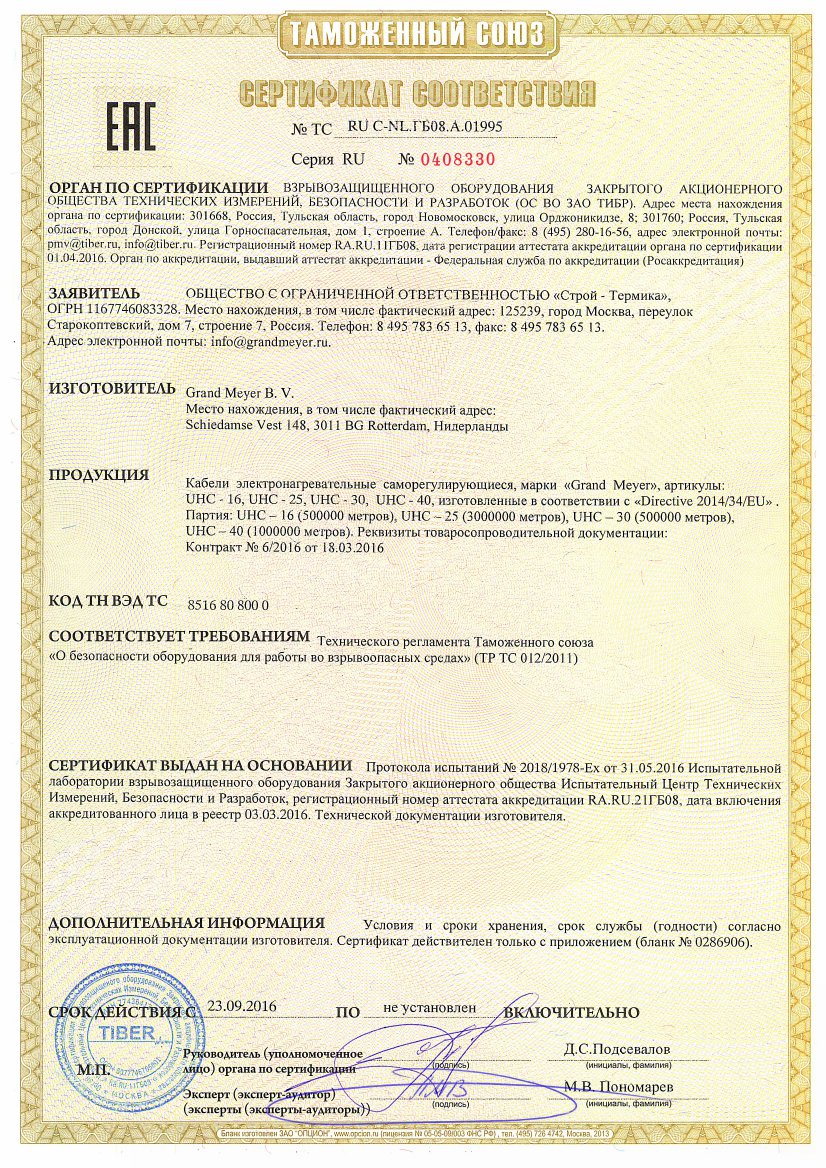 ТАМОЖЕННЫЙ СОЮЗ
СЕРТИФИКАТ СООТВЕТСТВИЯ
ЕАС
№ ТС RU C-NL.ГБ08.А.01995
Серия RU № 0408330
ОРГАН ПО СЕРТИФИКАЦИИ ВЗРЫВОЗАЩИЩЕННОГО ОБОРУДОВАНИЯ ЗАКРЫТОГО АКЦИОНЕРНОГО
ОБЩЕСТВА ТЕХНИЧЕСКИХ ИЗМЕРЕНИЙ, БЕЗОПАСНОСТИ И РАЗРАБОТОК (ОС ВО ЗАО ТИБР). Адрес места нахождения
органа по сертификации: 301668, Россия, Тульская область, город Новомосковск, улица Орджоникидзе, 8; 301760; Россия, Тульская
область, город Донской, улица Горноспасательная, дом 1, строение А. Телефон/факс: 8 (495) 280-16-56, адрес электронной почты:
pmv@tiber.ru, info@tiber.ru. Регистрационный номер RA.RU.11ГБ08, дата регистрации аттестата аккредитации органа по сертификации
01.04.2016. Орган по аккредитации, выдавший аттестат аккредитации - Федеральная служба по аккредитации (Росаккредитация)
ЗАЯВИТЕЛЬ ОБЩЕСТВО С ОГРАНИЧЕННОЙ ОТВЕТСТВЕННОСТЬЮ «Строй - Термика»,
ОГРН 1167746083328. Место нахождения, в том числе фактический адрес: 125239, город Москва, переулок
Старокоптевский, дом 7, строение 7, Россия. Телефон: 8 495 783 65 13, факс: 8 495 783 65 13.
Адрес электронной почты: info@grandmeyer.ru.
ИЗГОТОВИТЕЛЬ Grand Meyer B. V.
Место нахождения, в том числе фактический адрес:
Schiedamse Vest 148, 3011 BG Rotterdam, Нидерланды
ПРОДУКЦИЯ
Кабели электронагревательные саморегулирующиеся, марки «Grand Meyer», артикулы:
UHC - 16, UHC - 25, UHC - 30, UHC - 40, изготовленные в соответствии с «Directive 2014/34/EU» .
Партия: UHC – 16 (500000 метров), UHC – 25 (3000000 метров), UHC – 30 (500000 метров),
UHC – 40 (1000000 метров). Реквизиты товаросопроводительной документации:
Контракт № 6/2016 от 18.03.2016
КОД ТН ВЭД ТС 8516 80 800 0
СООТВЕТСТВУЕТ ТРЕБОВАНИЯМ Технического регламента Таможенного союза
«О безопасности оборудования для работы во взрывоопасных средах» (ТР ТС 012/2011)
СЕРТИФИКАТ ВЫДАН НА ОСНОВАНИИ Протокола испытаний № 2018/1978-Ех от 31.05.2016 Испытательной
лаборатории взрывозащищенного оборудования Закрытого акционерного общества Испытательный Центр Технических
Измерений, Безопасности и Разработок, регистрационный номер аттестата аккредитации RA.RU.21ГБ08, дата включения
аккредитованного лица в реестр 03.03.2016. Технической документации изготовителя.
ДОПОЛНИТЕЛЬНАЯ ИНФОРМАЦИЯ Условия и сроки хранения, срок службы (годности) согласно
эксплуатационной документации изготовителя. Сертификат действителен только с приложением (бланк № 0286906).
СРОК ДЕЙСТВИЯ С 23.09.2016 ПО не установлен ВКЛЮЧИТЕЛЬНО
TIBER
МОСКВА
М.П.
Руководитель (уполномоченное
лицо) органа по сертификации
(подпись)
Д.С.Подсевалов
(инициалы, фамилия)
Эксперт (эксперт-аудитор)
(эксперты (эксперты-аудиторы))
(подпись)
М.В. Пономарев
(инициалы, фамилия)
Бланк изготовлен ЗАО "ОПЦИОН", www.opcion.ru (лицензия № 05-05-09/003 ФНС РФ) , тел. (495) 726 4742, Москва, 2013